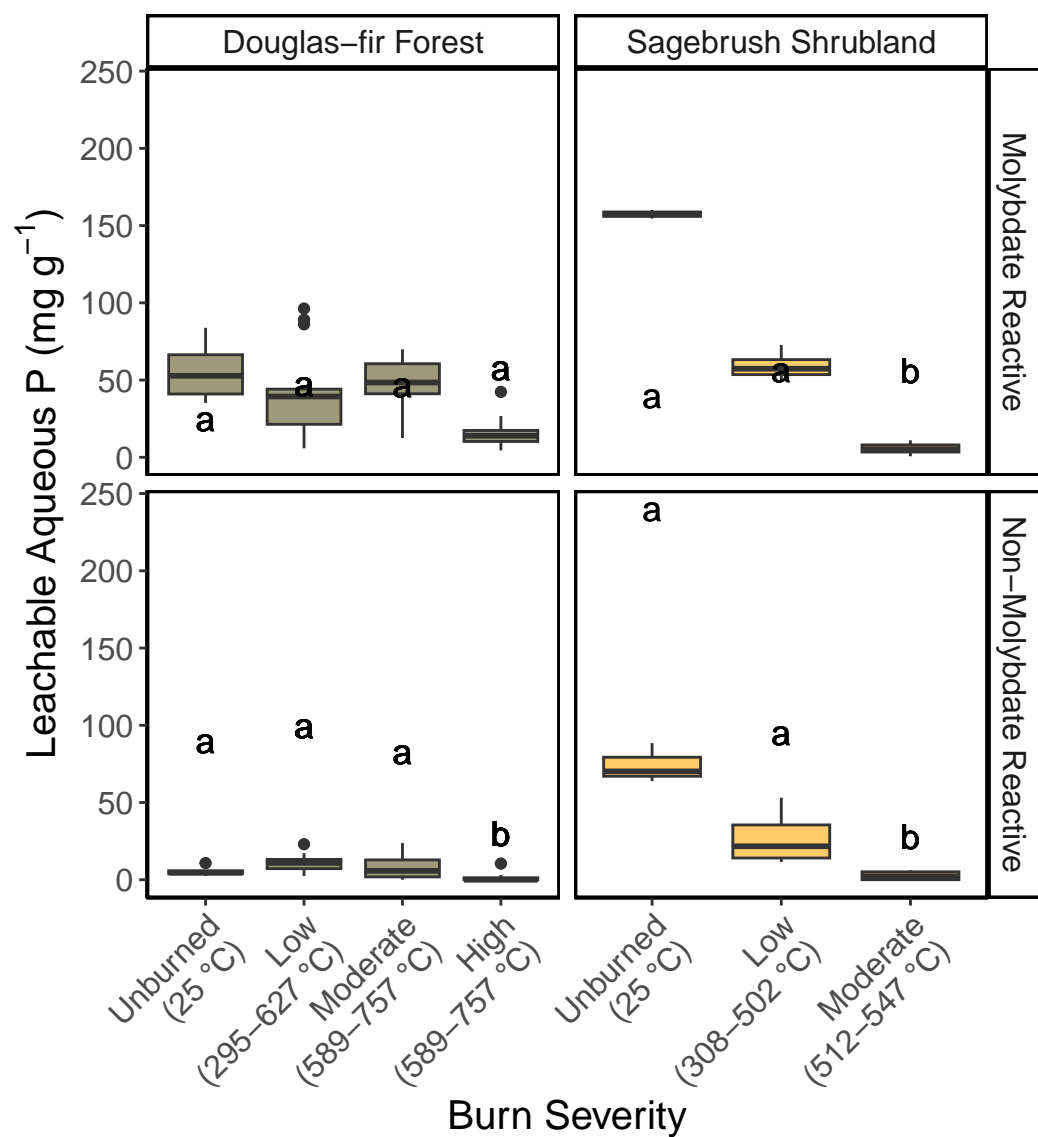 Douglas−fir Forest
Sagebrush Shrubland
Leachable Aqueous P (mg g⁻¹)
250
200
150
100
50
0
a
a
a
a
a
a
b
Molybdate Reactive
250
200
150
100
50
0
a
a
a
b
a
a
b
Non−Molybdate Reactive
Unburned
(25 °C)
Low
(295−627 °C)
Moderate
(589−757 °C)
High
(589−757 °C)
Unburned
(25 °C)
Low
(308−502 °C)
Moderate
(512−547 °C)
Burn Severity